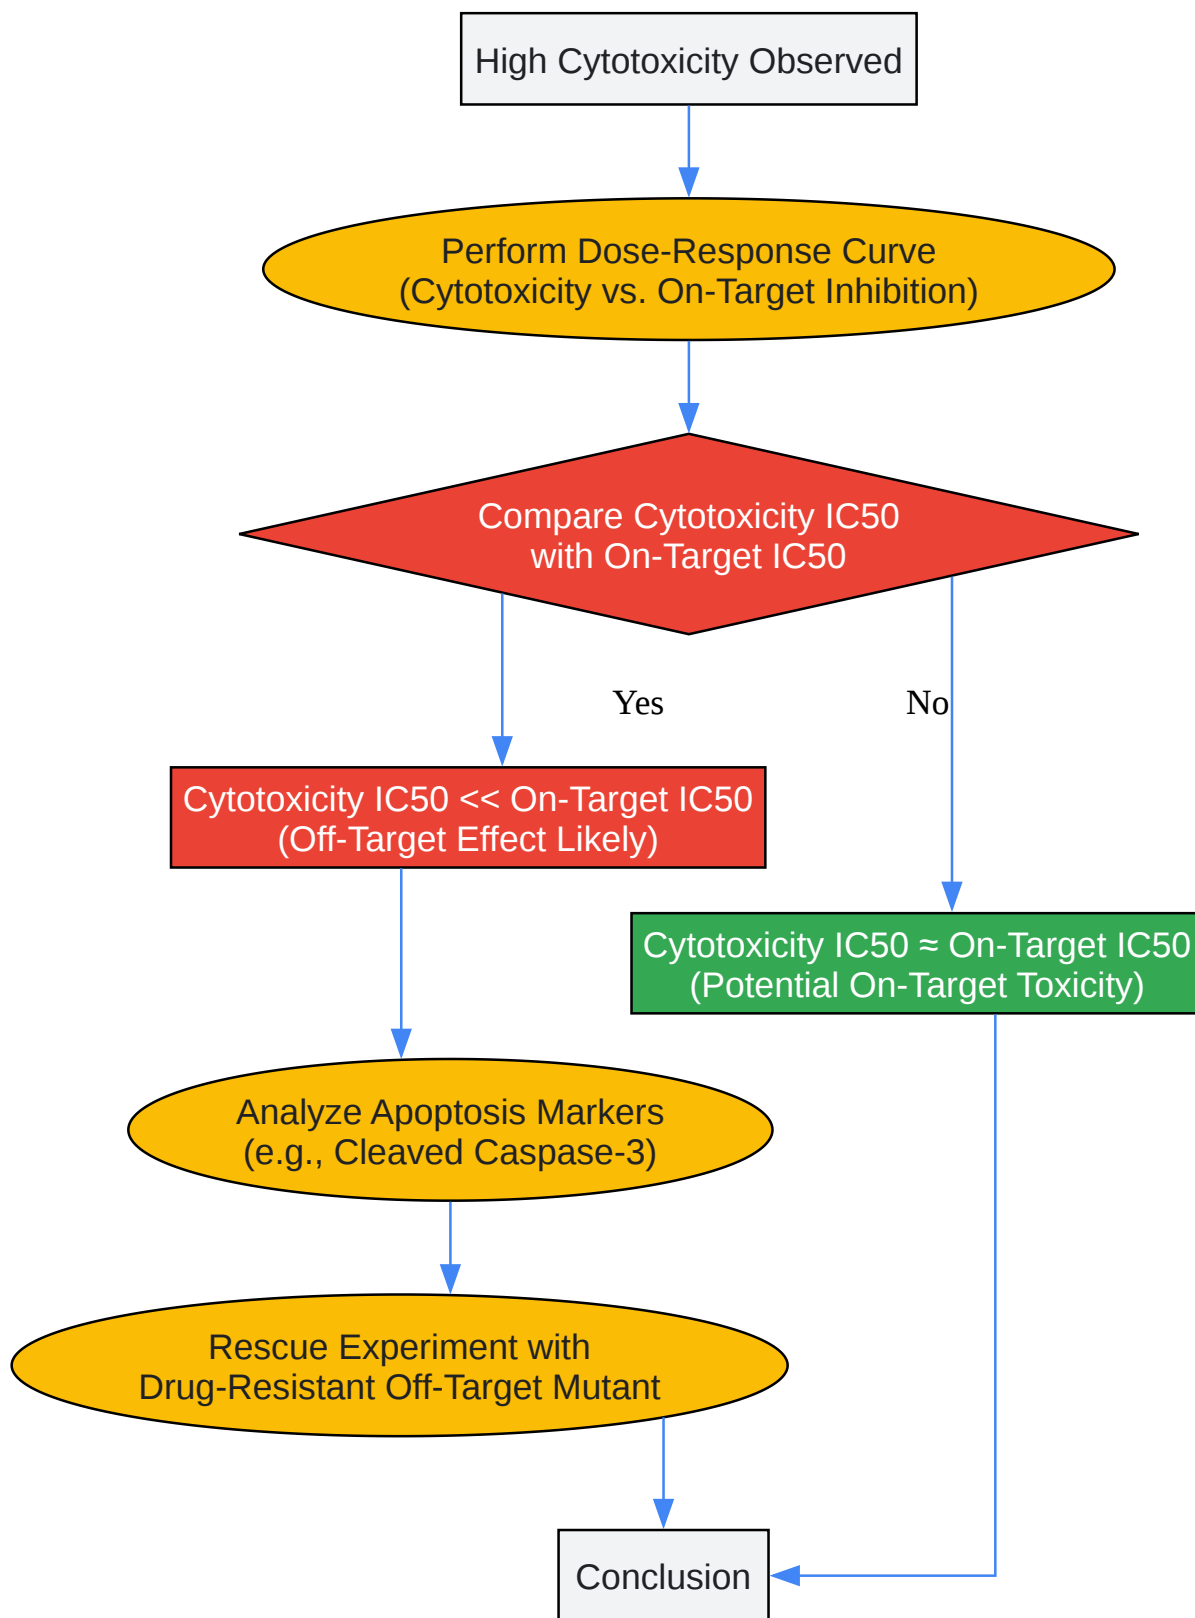 High Cytotoxicity Observed
Perform Dose-Response Curve
(Cytotoxicity vs. On-Target Inhibition)
Compare Cytotoxicity IC50
with On-Target IC50
Yes
No
Cytotoxicity IC50 << On-Target IC50
(Off-Target Effect Likely)
Cytotoxicity IC50 ≈ On-Target IC50
(Potential On-Target Toxicity)
Analyze Apoptosis Markers
(e.g., Cleaved Caspase-3)
Rescue Experiment with
Drug-Resistant Off-Target Mutant
Conclusion